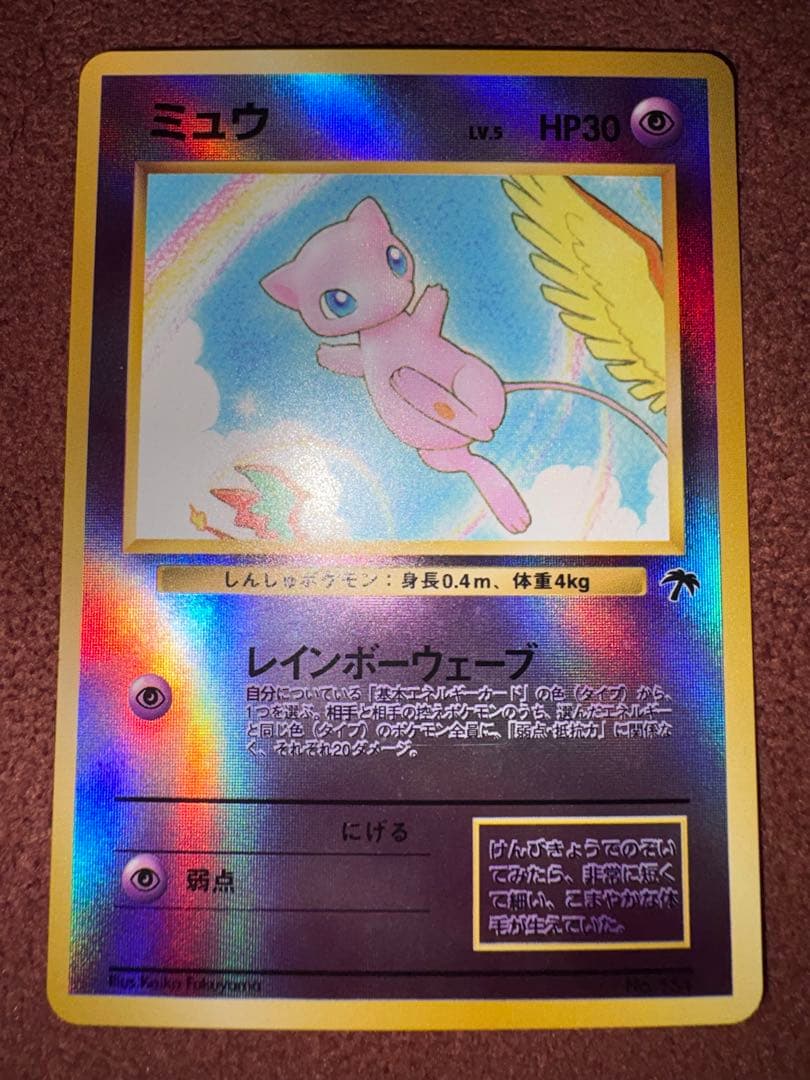 ミュウ LV.5 HP30
しんしゅポケモン：身長0.4m、体重4kg
レインボーウェーブ
自分についている「基本エネルギーカード」の色（タイプ）から、
1つを選ぶ。相手と相手の控えポケモンのうち、選んだエネルギー
と同じ色（タイプ）のポケモン全員に、「弱点・抵抗力」に関係な
く、それぞれ20ダメージ。
にげる
弱点
けんびきょうでのぞい
てみたら、非常に短く
て細い、こまやかな体
毛が生えていた。
Illus. Keiko Fukuyama